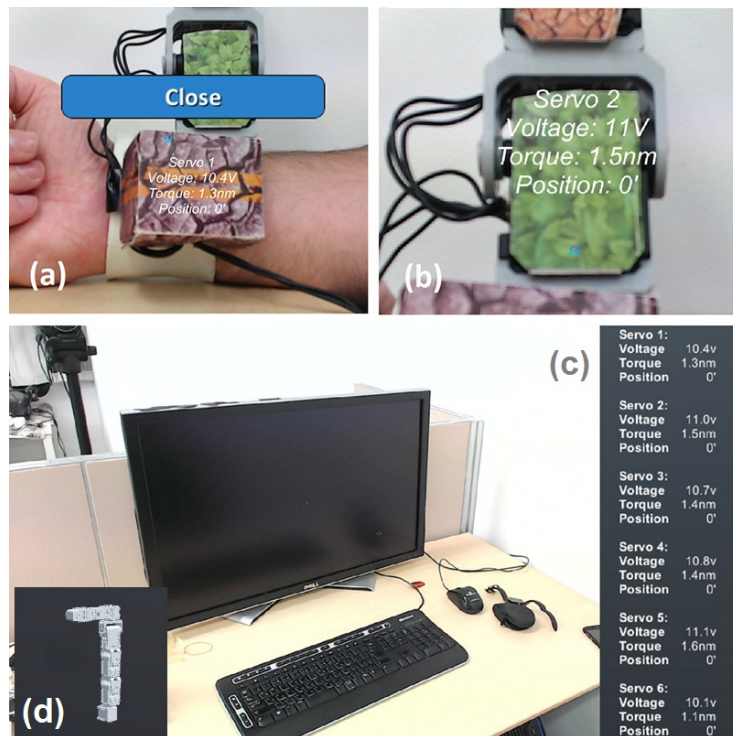 Close
Servo 1
Voltage: 10.4V
Torque: 1.3nm
Position: 0'
(a)
Servo 2
Voltage: 11V
Torque: 1.5nm
Position: 0'
(b)
(c)
Servo 1:
Voltage 10.4v
Torque 1.3nm
Position 0'
Servo 2:
Voltage 11.0v
Torque 1.5nm
Position 0'
Servo 3:
Voltage 10.7v
Torque 1.4nm
Position 0'
Servo 4:
Voltage 10.8v
Torque 1.4nm
Position 0'
Servo 5:
Voltage 11.1v
Torque 1.6nm
Position 0'
Servo 6:
Voltage 10.1v
Torque 1.1nm
Position 0'
DELL
(d)